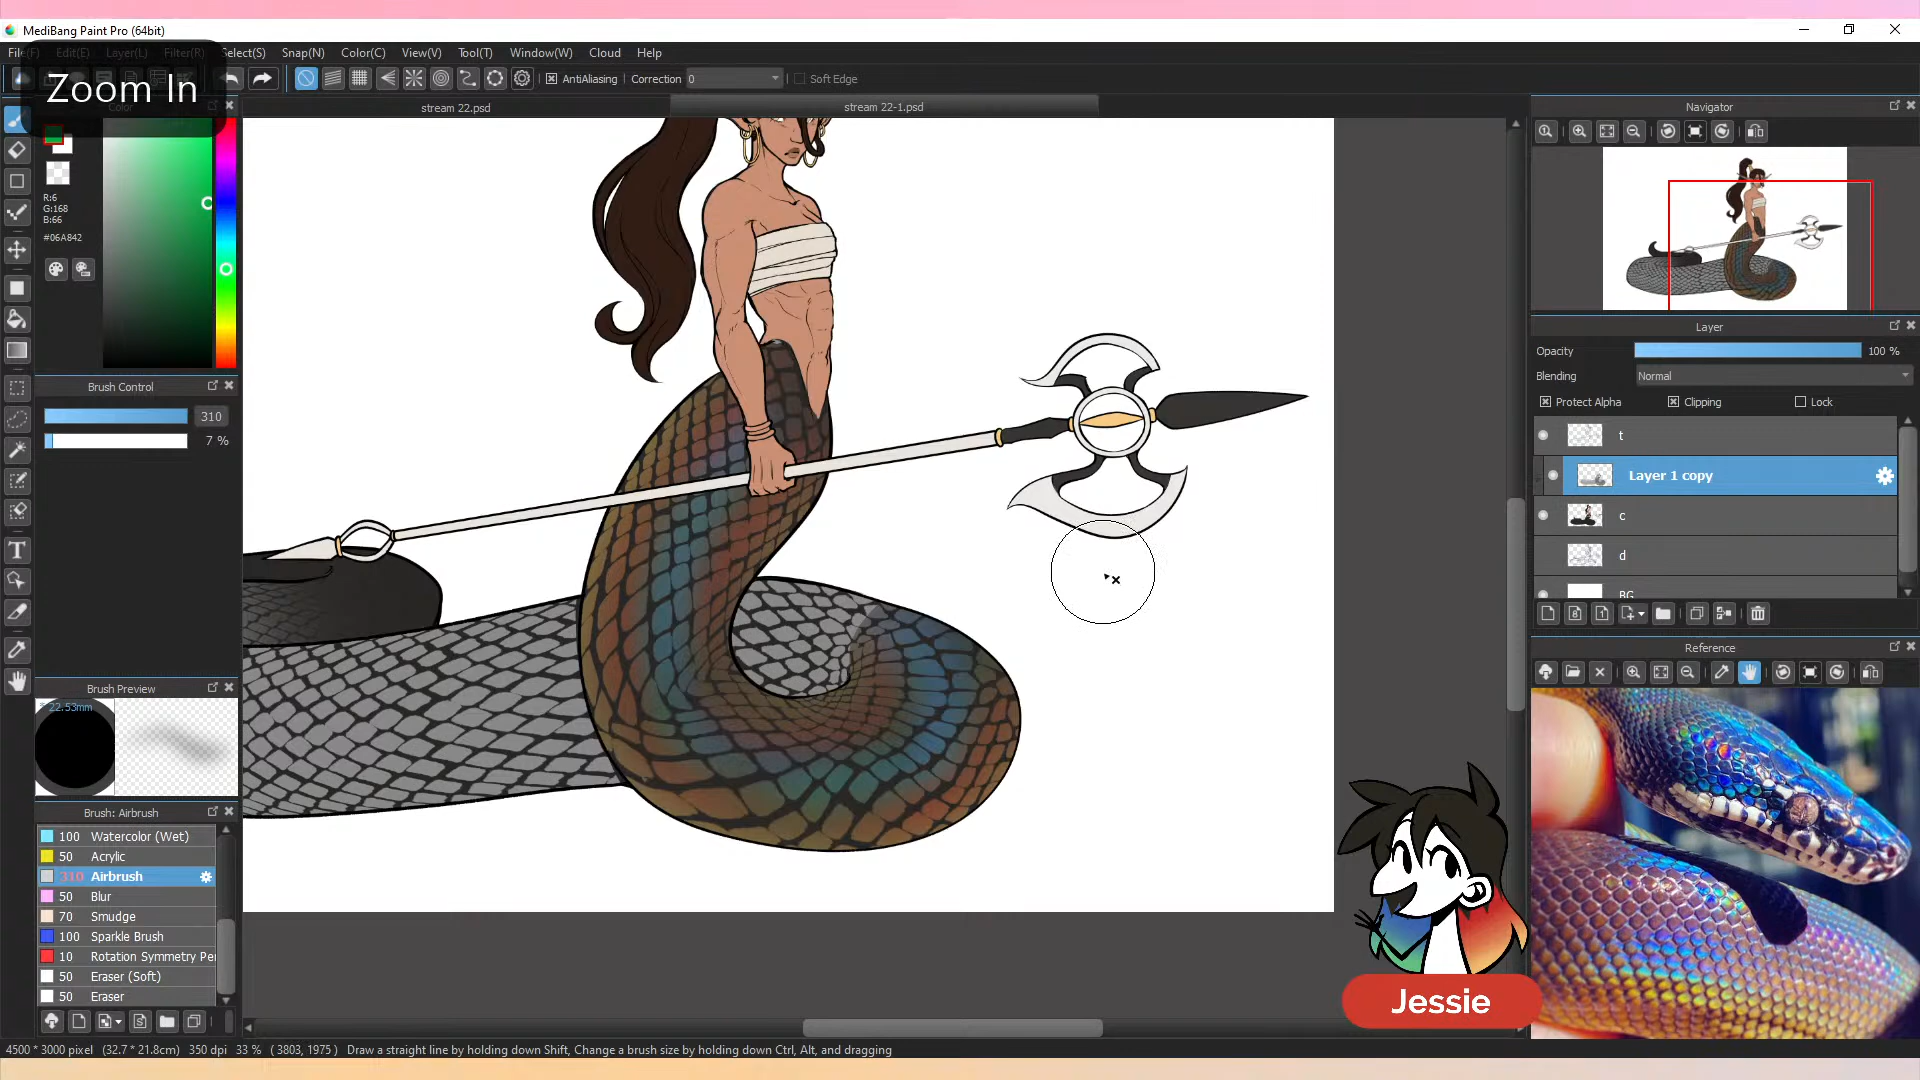 MediBang Paint Pro (64bit)
File(F) Edit(E) Layer(L) Filter(R) Select(S) Snap(N) Color(C) View(V) Tool(T) Window(W) Cloud Help
Zoom In
AntiAliasing Correction 0 Soft Edge
Color
stream 22.psd stream 22-1.psd
R:6
G:168
B:66
#06A842
Brush Control
310
7 %
Brush Preview
* 22.53mm
Brush: Airbrush
100 Watercolor (Wet)
50 Acrylic
310 Airbrush
50 Blur
70 Smudge
100 Sparkle Brush
10 Rotation Symmetry Pe
50 Eraser (Soft)
50 Eraser
Navigator
Layer
Opacity 100 %
Blending Normal
Protect Alpha Clipping Lock
t
Layer 1 copy
c
d
BG
8 1
Reference
Jessie
T
S
4500 * 3000 pixel (32.7 * 21.8cm) 350 dpi 33 % ( 3803, 1975 ) Draw a straight line by holding down Shift, Change a brush size by holding down Ctrl, Alt, and dragging